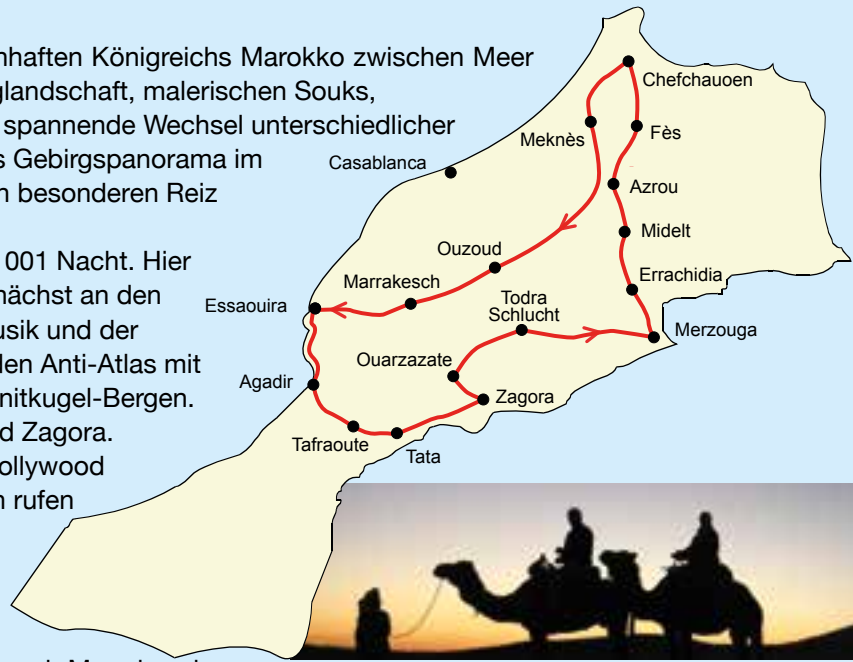 nhaften Königreichs Marokko zwischen Meer
glandschaft, malerischen Souks,
spannende Wechsel unterschiedlicher
s Gebirgspanorama im
n besonderen Reiz
001 Nacht. Hier
nächst an den
usik und der
den Anti-Atlas mit
nitkugel-Bergen.
d Zagora.
ollywood
n rufen
Chefchauoen
Meknès
Fès
Casablanca
Azrou
Midelt
Ouzoud
Errachidia
Marrakesch
Essaouira
Todra
Schlucht
Merzouga
Ouarzazate
Agadir
Zagora
Tafraoute
Tata